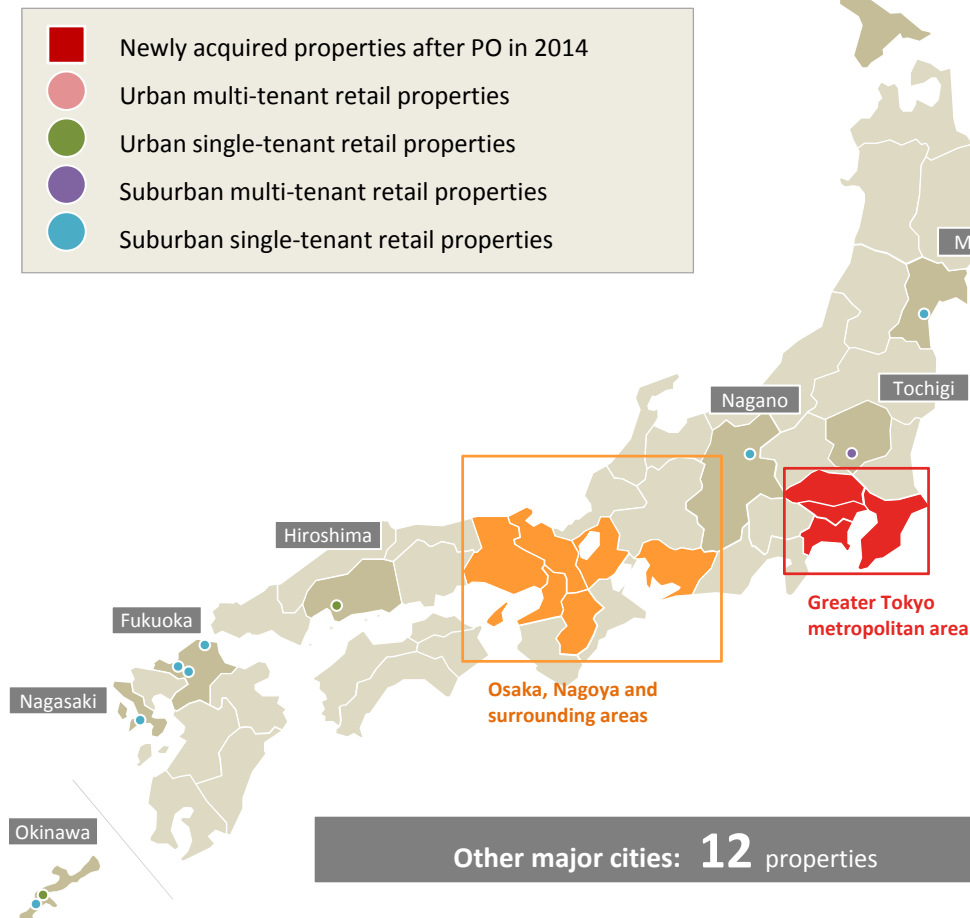 Newly acquired properties after PO in 2014
Urban multi-tenant retail properties
Urban single-tenant retail properties
Suburban multi-tenant retail properties
Suburban single-tenant retail properties
M
Tochigi
Nagano
Hiroshima
Fukuoka
Nagasaki
Greater Tokyo
metropolitan area
Osaka, Nagoya and
surrounding areas
Okinawa
Other major cities: 12 properties